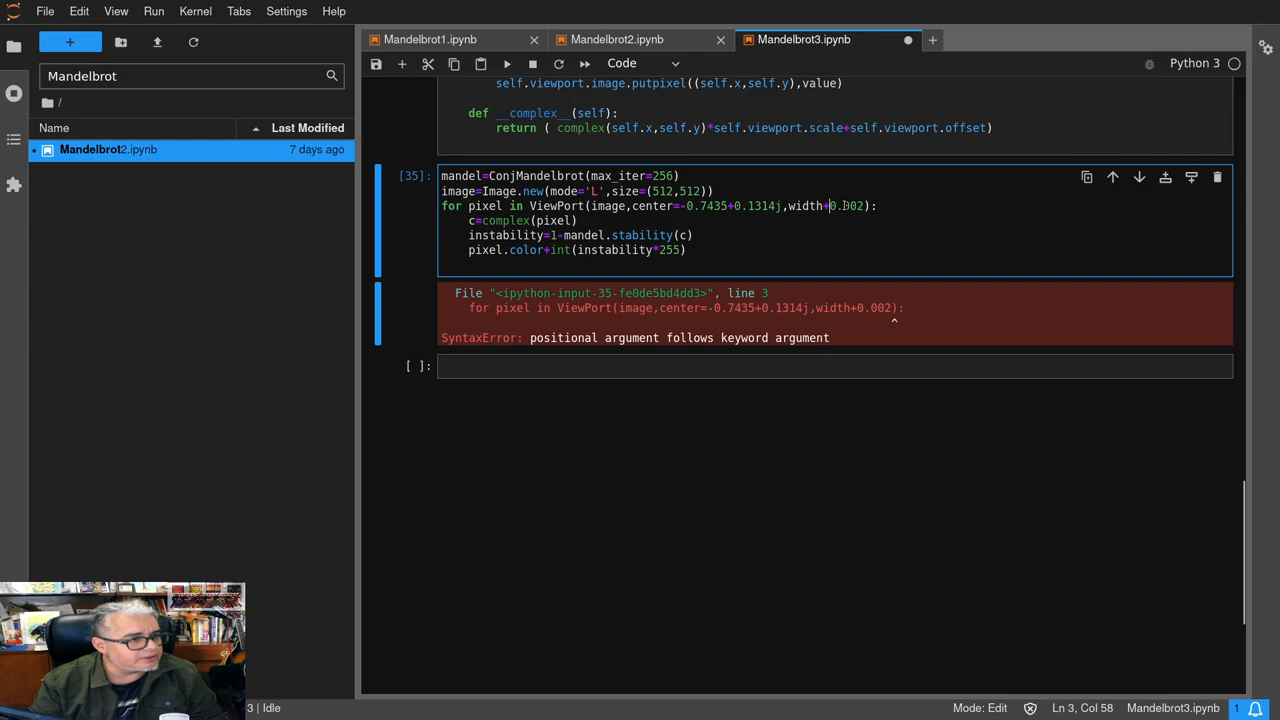 File Edit View Run Kernel Tabs Settings Help
Mandelbrot1.ipynb Mandelbrot2.ipynb Mandelbrot3.ipynb
Mandelbrot
Code
Python 3
/
Name Last Modified
Mandelbrot2.ipynb 7 days ago
self.viewport.image.putpixel((self.x,self.y),value)
def __complex__(self):
return ( complex(self.x,self.y)*self.viewport.scale+self.viewport.offset)
[35]:
mandel=ConjMandelbrot(max_iter=256)
image=Image.new(mode='L',size=(512,512))
for pixel in ViewPort(image,center=-0.7435+0.1314j,width+0.002):
c=complex(pixel)
instability=1-mandel.stability(c)
pixel.color+int(instability*255)
File "<ipython-input-35-fe0de5bd4dd3>", line 3
for pixel in ViewPort(image,center=-0.7435+0.1314j,width+0.002):
^
SyntaxError: positional argument follows keyword argument
[ ]:
3 | Idle
Mode: Edit Ln 3, Col 58 Mandelbrot3.ipynb 1